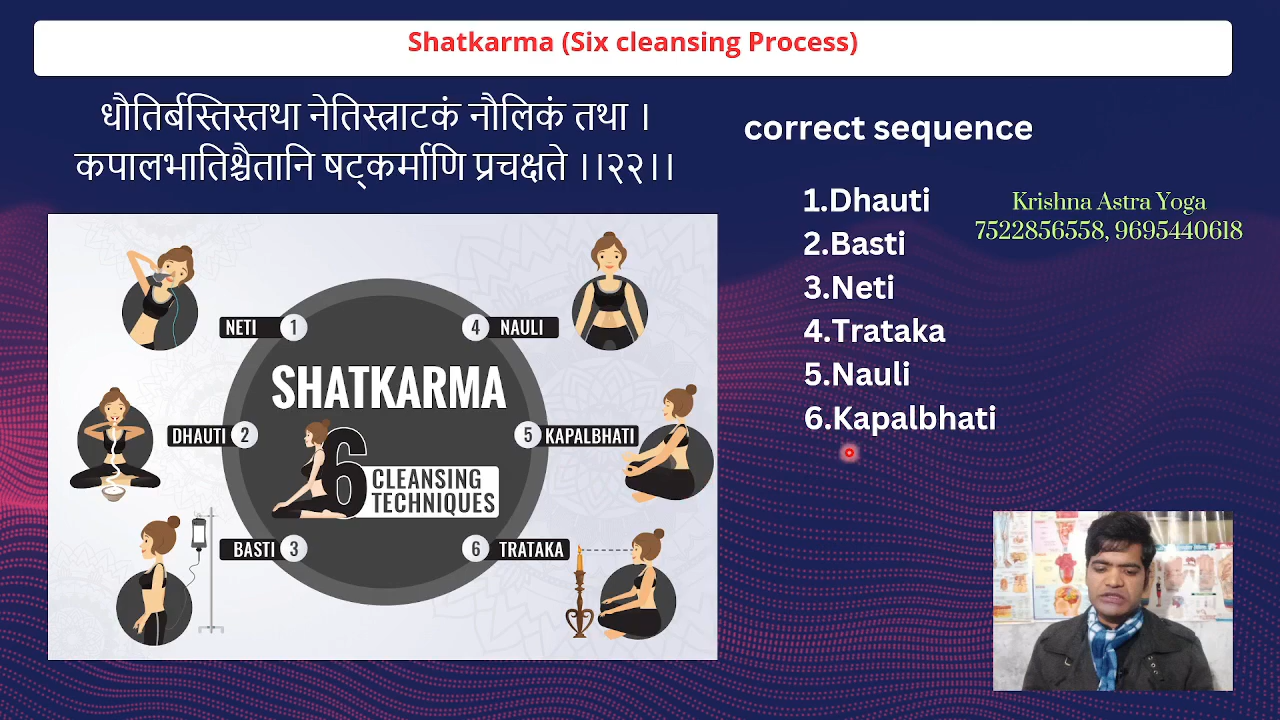 Shatkarma (Six cleansing Process)
धौतिर्बस्तिस्तथा नेतिस्त्राटकं नौलिकं तथा ।
कपालभातिश्चैतानि षट्कर्माणि प्रचक्षते ।।२२।।
NETI 1
DHAUTI 2
BASTI 3
SHATKARMA
6
CLEANSING
TECHNIQUES
4 NAULI
5 KAPALBHATI
6 TRATAKA
correct sequence
1.Dhauti
2.Basti
3.Neti
4.Trataka
5.Nauli
6.Kapalbhati
Krishna Astra Yoga
7522856558, 9695440618